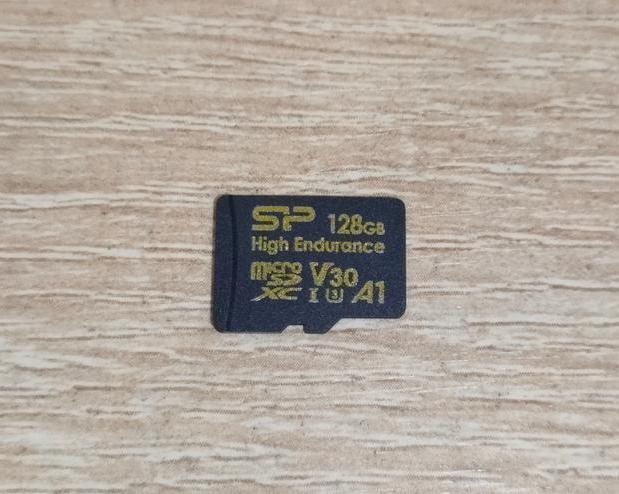 SP 128GB
High Endurance
micro SD XC I U3 V30 A1